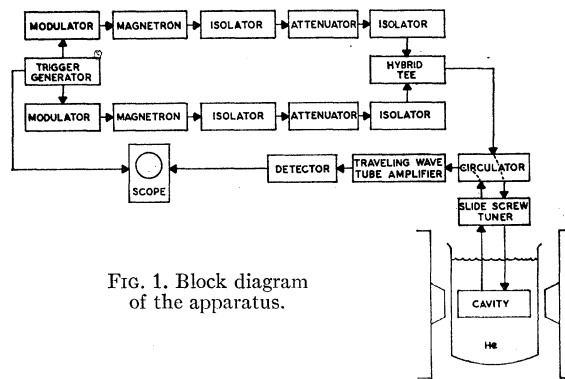 MODULATOR
MAGNETRON
ISOLATOR
ATTENUATOR
ISOLATOR
TRIGGER
GENERATOR
HYBRID
TEE
MODULATOR
MAGNETRON
ISOLATOR
ATTENUATOR
ISOLATOR
SCOPE
DETECTOR
TRAVELING WAVE
TUBE AMPLIFIER
CIRCULATOR
SLIDE SCREW
TUNER
CAVITY
He
FIG. 1. Block diagram
of the apparatus.